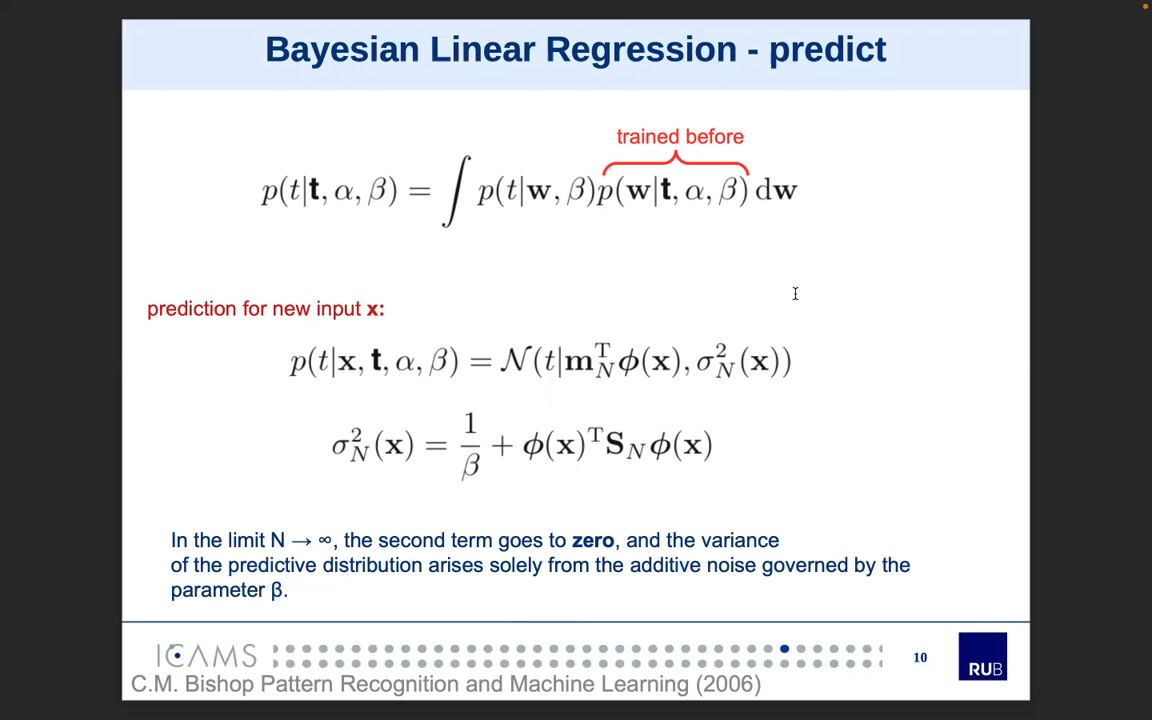 Bayesian Linear Regression - predict
trained before
p(t|𝐭, α, β) = ∫ p(t|𝐰, β)p(𝐰|𝐭, α, β) d𝐰
prediction for new input x:
p(t|𝐱, 𝐭, α, β) = 𝒩(t|𝐦_N^T ϕ(𝐱), σ_N^2(𝐱))
σ_N^2(𝐱) = 1/β + ϕ(𝐱)^T 𝐒_N ϕ(𝐱)
In the limit N → ∞, the second term goes to zero, and the variance
of the predictive distribution arises solely from the additive noise governed by the
parameter β.
ICAMS
10
RUB
C.M. Bishop Pattern Recognition and Machine Learning (2006)